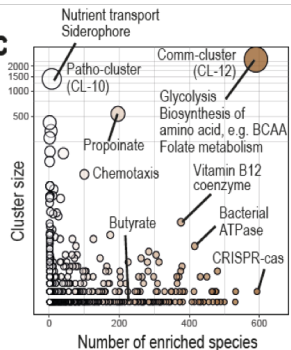 c
Nutrient transport
Siderophore
Comm-cluster
(CL-12)
2000
1500
1000
500
Patho-cluster
(CL-10)
Glycolysis
Biosynthesis of
amino acid, e.g. BCAA
Folate metabolism
Propoinate
Chemotaxis
Vitamin B12
coenzyme
Butyrate
Bacterial
ATPase
CRISPR-cas
Cluster size
0
200
400
600
Number of enriched species